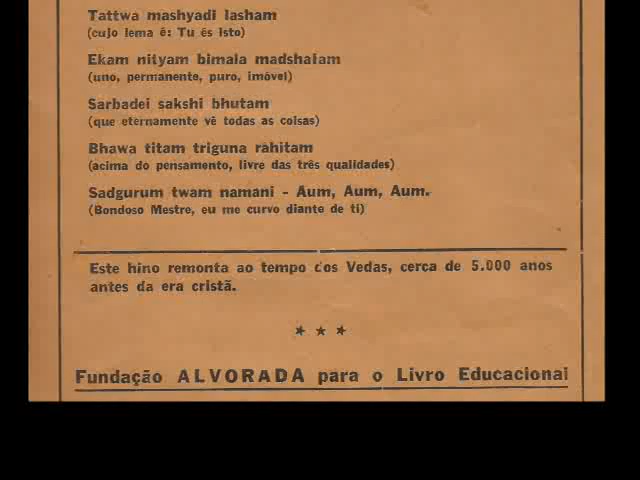 Tattwa mashyadi lasham
(cujo lema é: Tu és isto)
Ekam nityam bimala madshalam
(uno, permanente, puro, imóvel)
Sarbadei sakshi bhutam
(que eternamente vê todas as coisas)
Bhawa titam triguna rahitam
(acima do pensamento, livre das três qualidades)
Sadgurum twam namani - Aum, Aum, Aum.
(Bondoso Mestre, eu me curvo diante de ti)
Este hino remonta ao tempo dos Vedas, cerca de 5.000 anos
antes da era cristã.
★ ★ ★
Fundação ALVORADA para o Livro Educacional